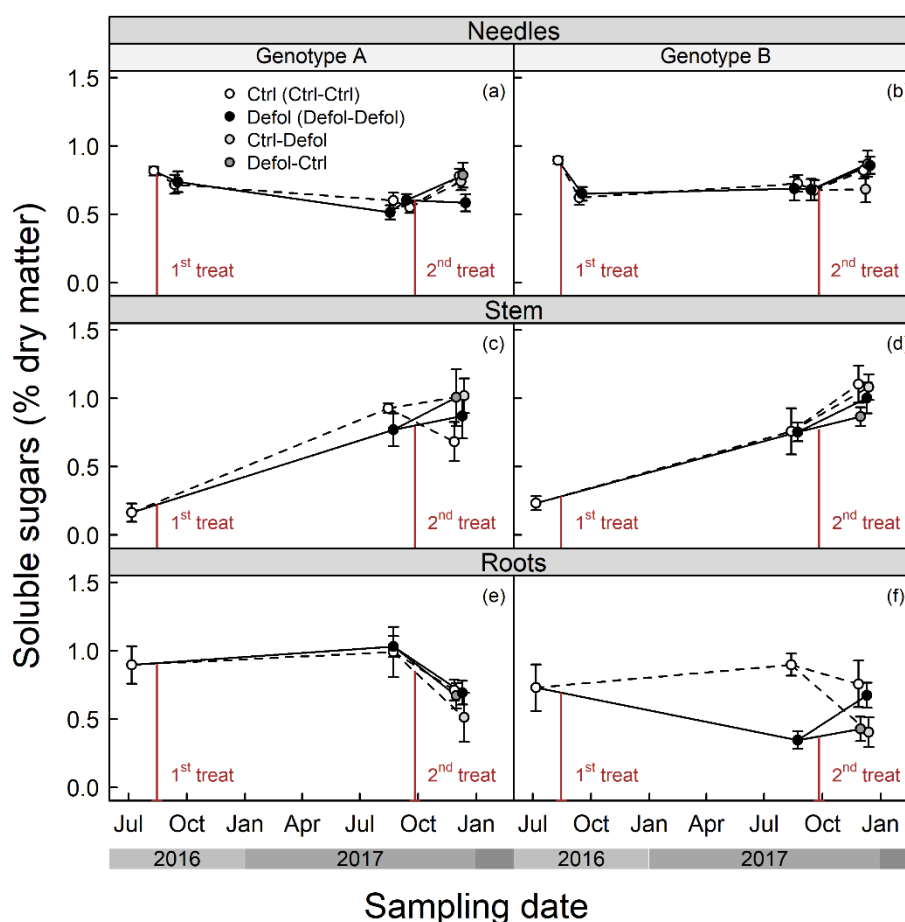 Needles
Genotype A
Genotype B
1.5
1.0
0.5
0.0
(a)
Ctrl (Ctrl-Ctrl)
Defol (Defol-Defol)
Ctrl-Defol
Defol-Ctrl
1st treat
2nd treat
(b)
1st treat
2nd treat
Stem
1.5
1.0
0.5
0.0
(c)
1st treat
2nd treat
(d)
1st treat
2nd treat
Roots
1.5
1.0
0.5
0.0
(e)
1st treat
2nd treat
(f)
1st treat
2nd treat
Soluble sugars (% dry matter)
Jul Oct Jan Apr Jul Oct Jan
Jul Oct Jan Apr Jul Oct Jan
2016 2017
2016 2017
Sampling date